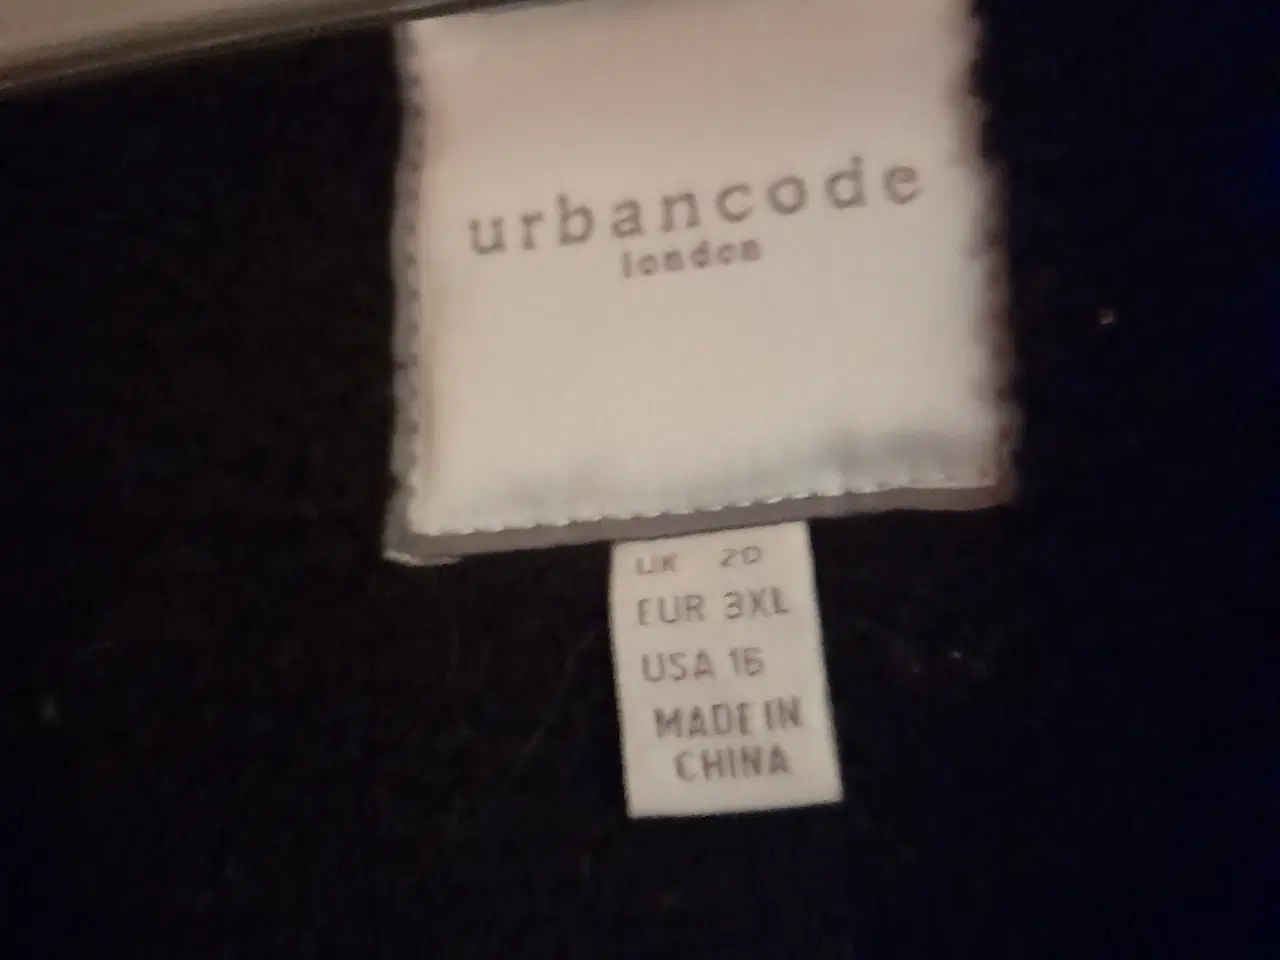 urbancode
london
UK 20
EUR 3XL
USA 16
MADE IN
CHINA